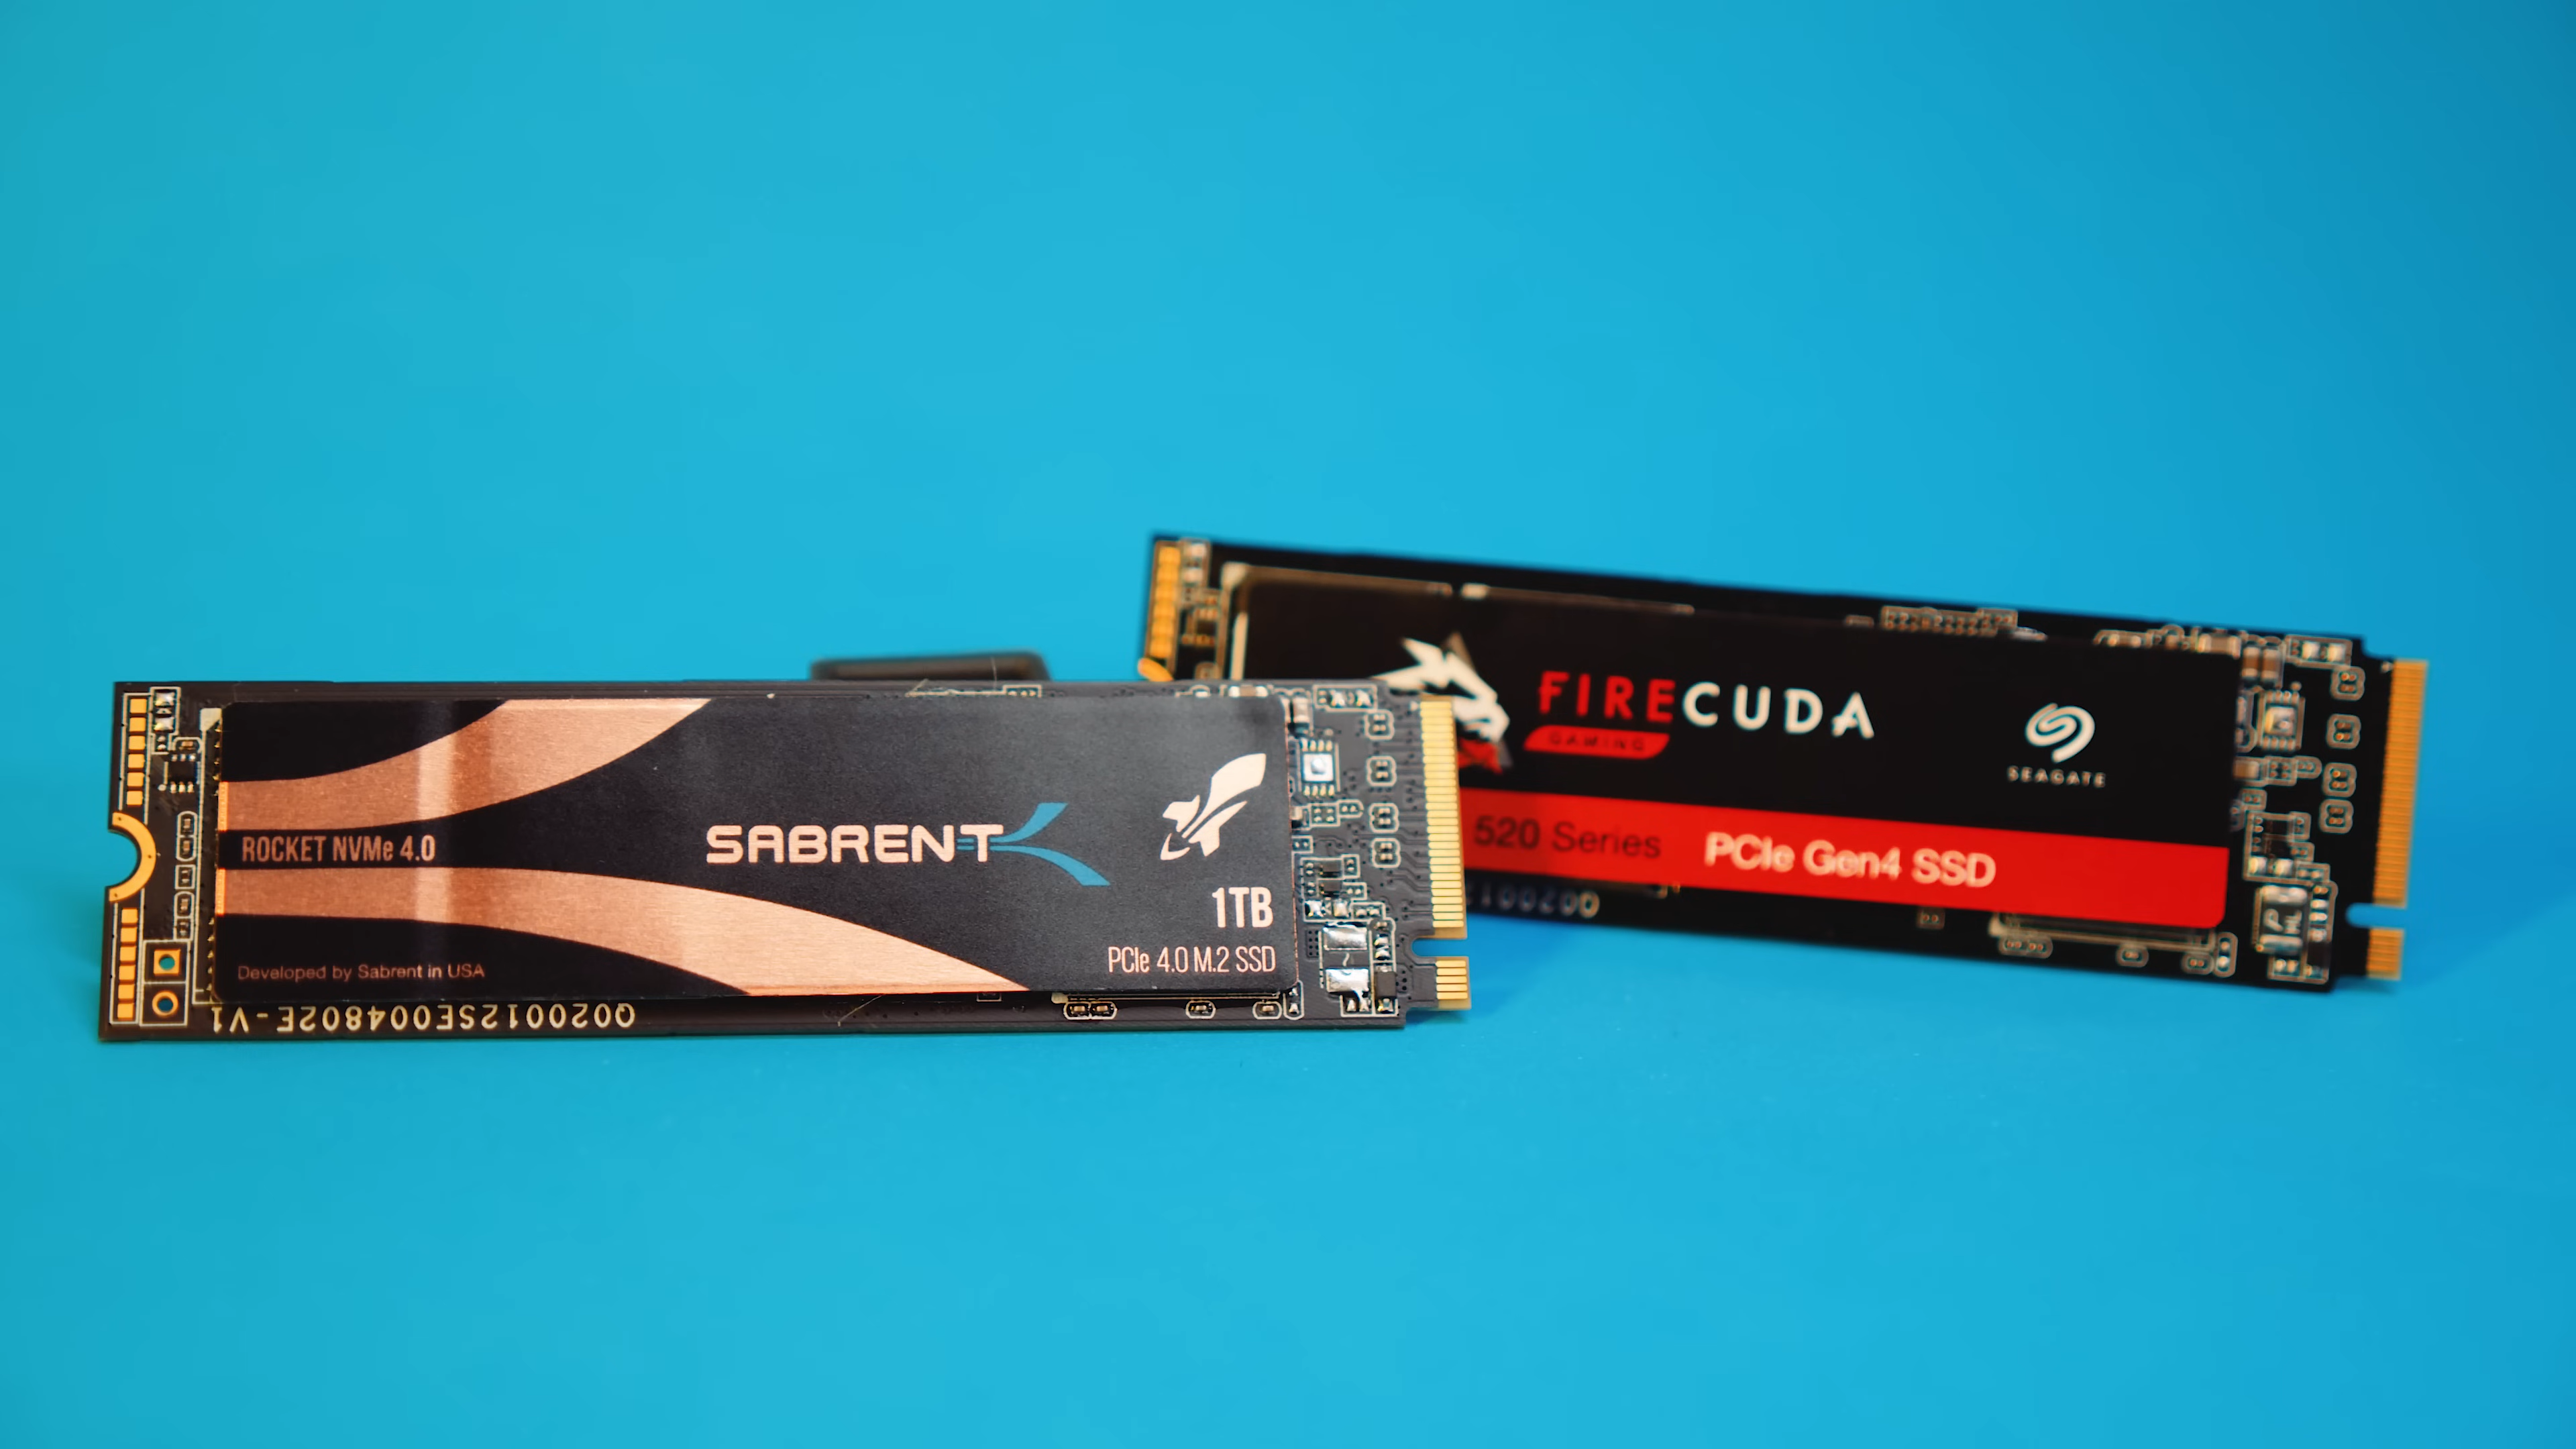 ROCKET NVMe 4.0
SABRENT
1TB
PCIe 4.0 M.2 SSD
Developed by Sabrent in USA
QO20012SE004802E-V1
FIRECUDA
GAMING
SEAGATE
520 Series PCIe Gen4 SSD